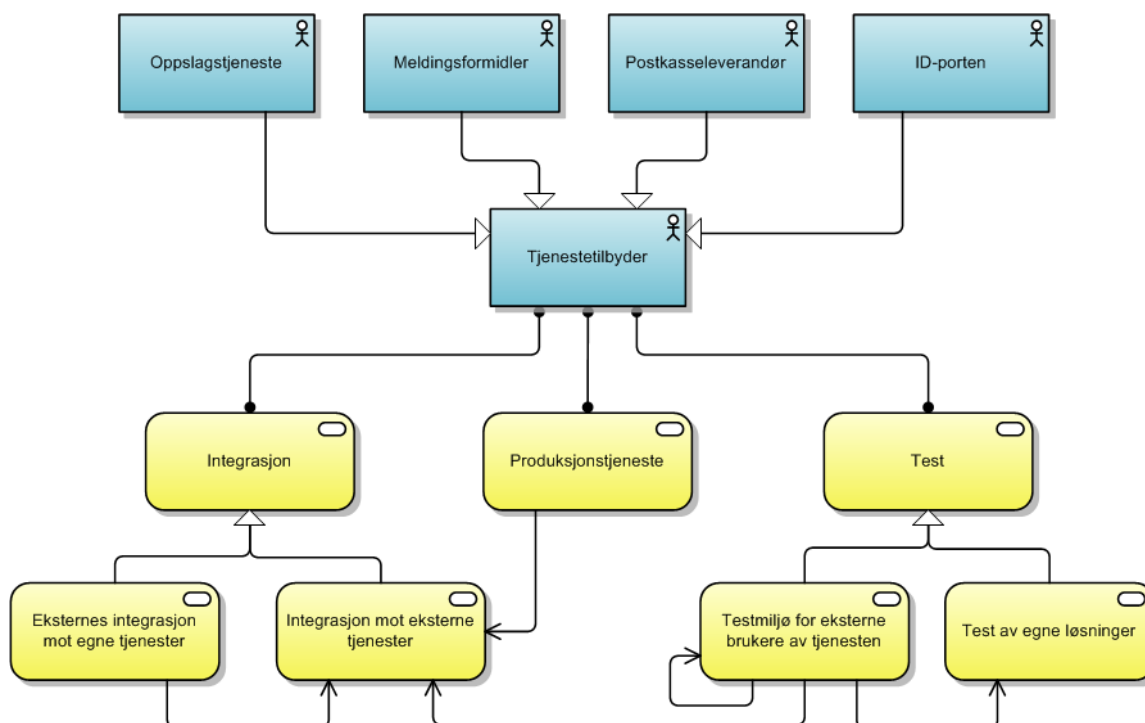 Oppslagstjeneste
Meldingsformidler
Postkasseleverandør
ID-porten
Tjenestetilbyder
Integrasjon
Produksjonstjeneste
Test
Eksternes integrasjon
mot egne tjenester
Integrasjon mot eksterne
tjenester
Testmiljø for eksterne
brukere av tjenesten
Test av egne løsninger